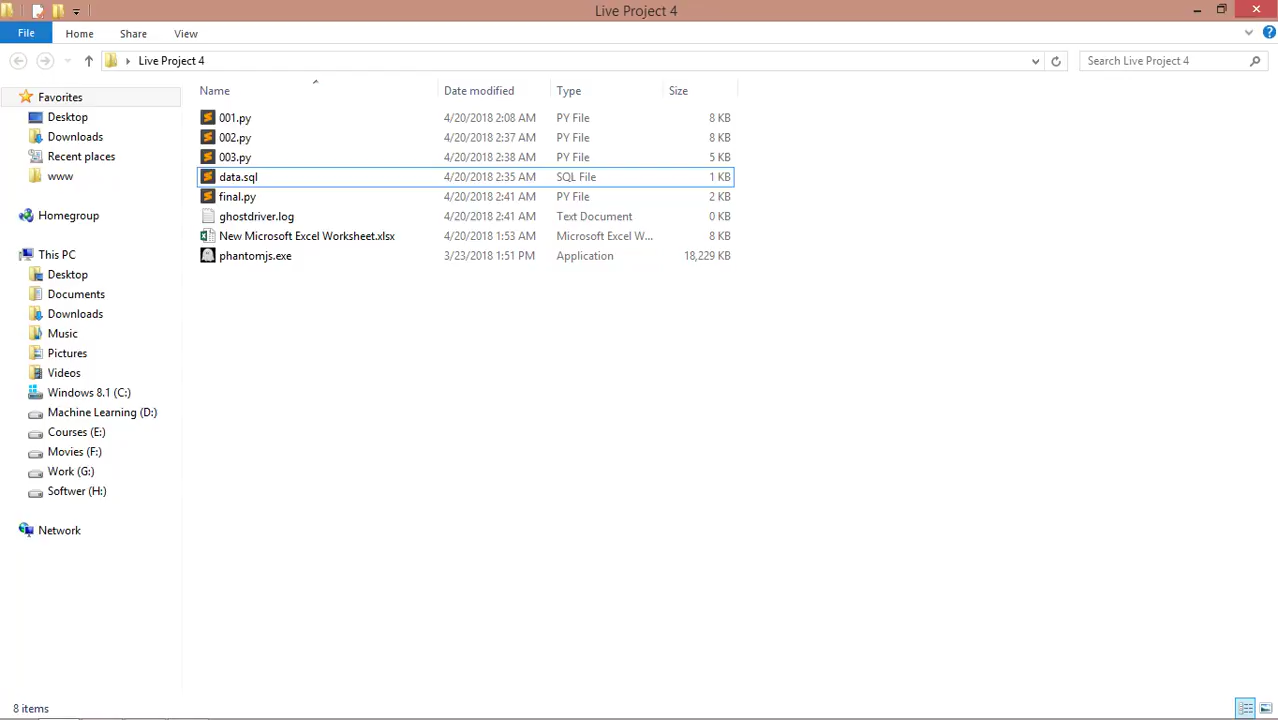 Live Project 4
File Home Share View
Live Project 4 Search Live Project 4
Name Date modified Type Size
Favorites
Desktop
Downloads
Recent places
www
Homegroup
This PC
Desktop
Documents
Downloads
Music
Pictures
Videos
Windows 8.1 (C:)
Machine Learning (D:)
Courses (E:)
Movies (F:)
Work (G:)
Softwer (H:)
Network
001.py 4/20/2018 2:08 AM PY File 8 KB
002.py 4/20/2018 2:37 AM PY File 8 KB
003.py 4/20/2018 2:38 AM PY File 5 KB
data.sql 4/20/2018 2:35 AM SQL File 1 KB
final.py 4/20/2018 2:41 AM PY File 2 KB
ghostdriver.log 4/20/2018 2:41 AM Text Document 0 KB
New Microsoft Excel Worksheet.xlsx 4/20/2018 1:53 AM Microsoft Excel W... 8 KB
phantomjs.exe 3/23/2018 1:51 PM Application 18,229 KB
8 items